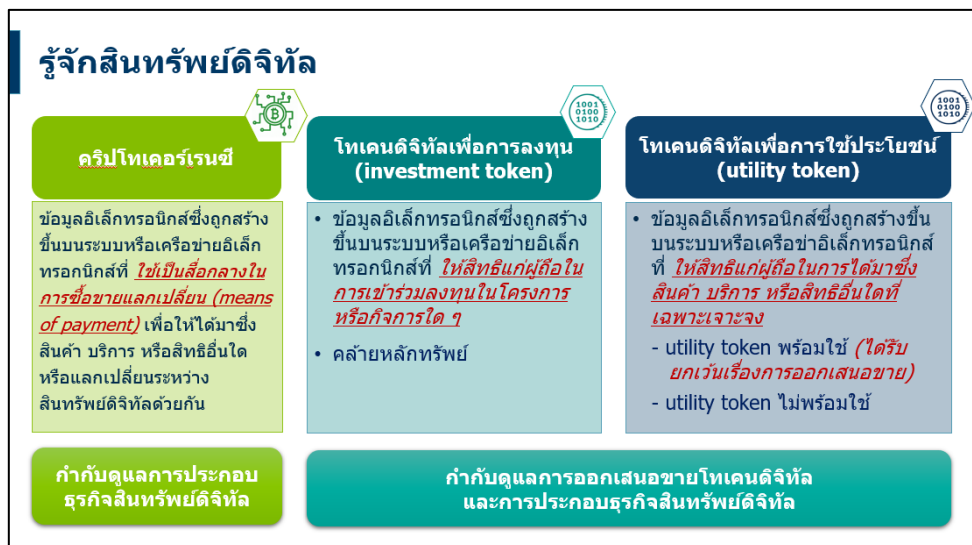 รู้จักสินทรัพย์ดิจิทัล
คริปโทเคอร์เรนซี
ข้อมูลอิเล็กทรอนิกส์ซึ่งถูกสร้าง
ขึ้นบนระบบหรือเครือข่ายอิเล็ก
ทรอกนิกส์ที่ ใช้เป็นสื่อกลางใน
การซื้อขายแลกเปลี่ยน (means
of payment) เพื่อให้ได้มาซึ่ง
สินค้า บริการ หรือสิทธิอื่นใด
หรือแลกเปลี่ยนระหว่าง
สินทรัพย์ดิจิทัลด้วยกัน
กำกับดูแลการประกอบ
ธุรกิจสินทรัพย์ดิจิทัล
1001
0100
1010
โทเคนดิจิทัลเพื่อการลงทุน
(investment token)
• ข้อมูลอิเล็กทรอนิกส์ซึ่งถูกสร้าง
ขึ้นบนระบบหรือเครือข่ายอิเล็ก
ทรอกนิกส์ที่ ให้สิทธิแก่ผู้ถือใน
การเข้าร่วมลงทุนในโครงการ
หรือกิจการใด ๆ
• คล้ายหลักทรัพย์
1001
0100
1010
โทเคนดิจิทัลเพื่อการใช้ประโยชน์
(utility token)
• ข้อมูลอิเล็กทรอนิกส์ซึ่งถูกสร้างขึ้น
บนระบบหรือเครือข่าอิเล็กทรอนิกส์
ที่ ให้สิทธิแก่ผู้ถือในการได้มาซึ่ง
สินค้า บริการ หรือสิทธิอื่นใดที่
เฉพาะเจาะจง
- utility token พร้อมใช้ (ได้รับ
ยกเว้นเรื่องการออกเสนอขาย)
- utility token ไม่พร้อมใช้
กำกับดูแลการออกเสนอขายโทเคนดิจิทัล
และการประกอบธุรกิจสินทรัพย์ดิจิทัล